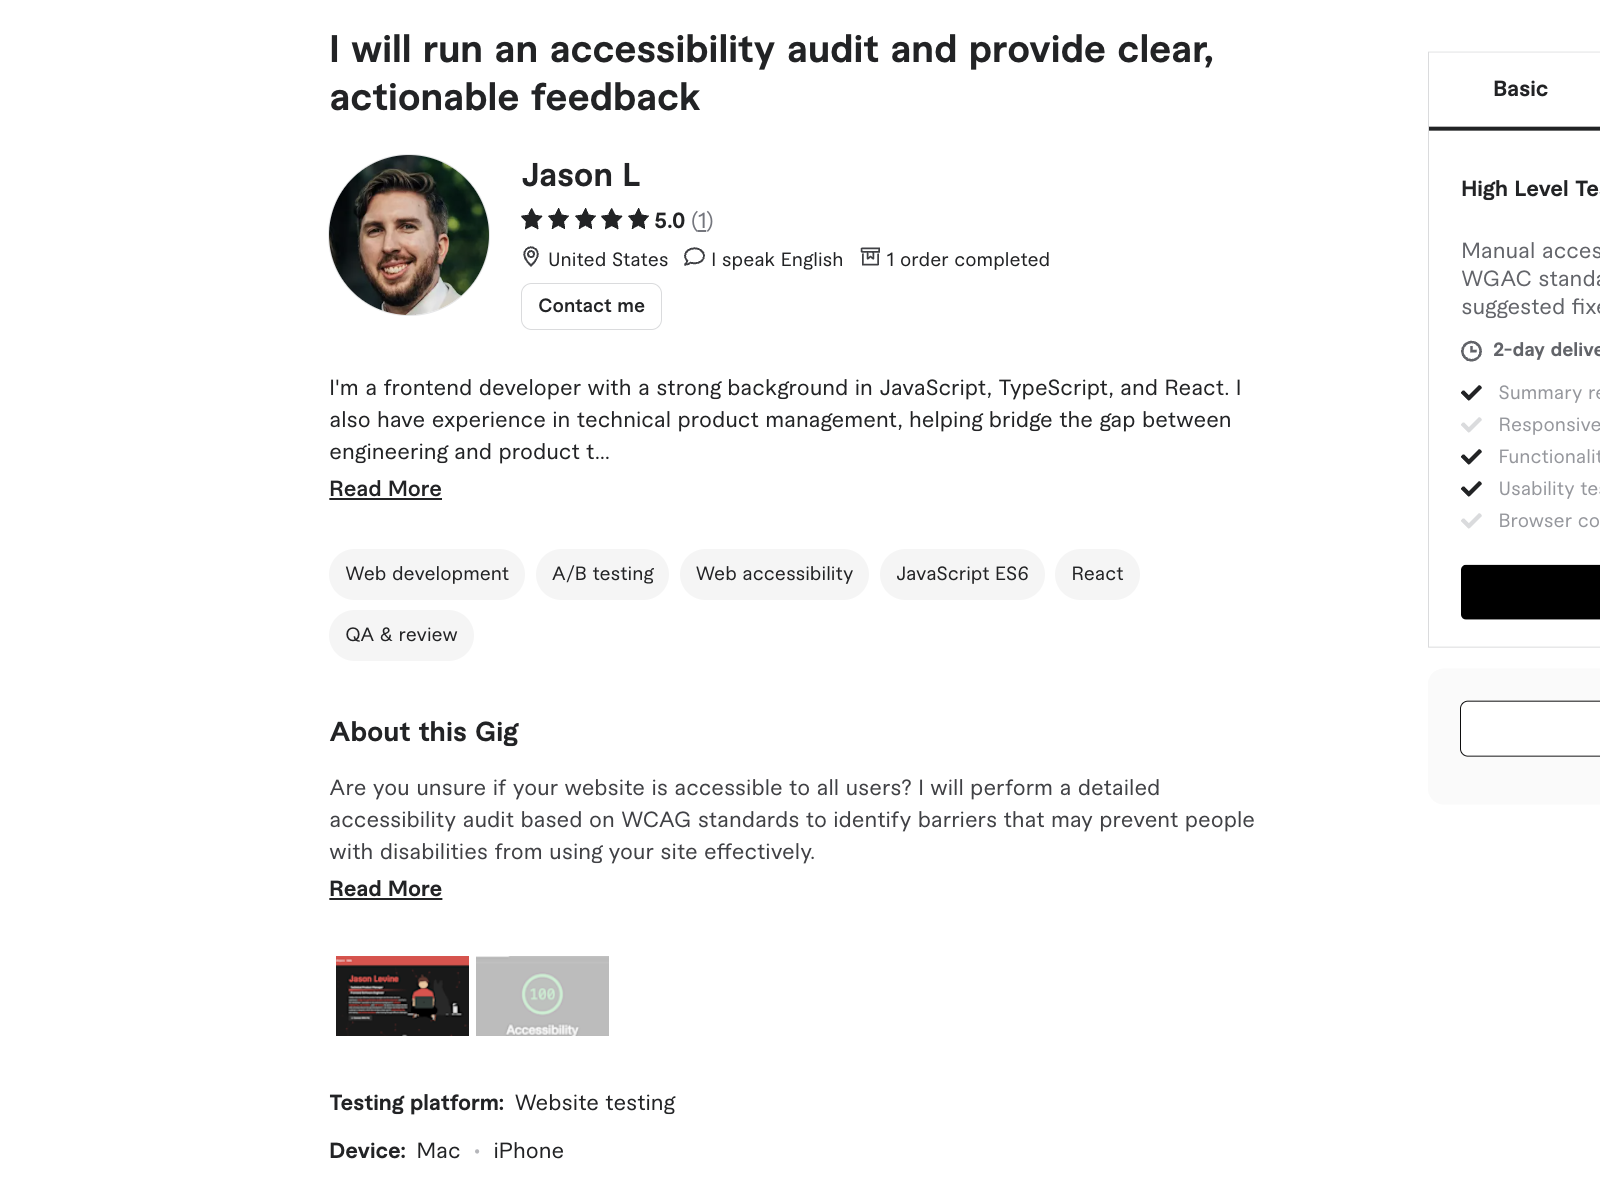 I will run an accessibility audit and provide clear,
actionable feedback
Jason L
5.0 (1)
United States I speak English 1 order completed
Contact me
I'm a frontend developer with a strong background in JavaScript, TypeScript, and React. I
also have experience in technical product management, helping bridge the gap between
engineering and product t...
Read More
Web development A/B testing Web accessibility JavaScript ES6 React
QA & review
About this Gig
Are you unsure if your website is accessible to all users? I will perform a detailed
accessibility audit based on WCAG standards to identify barriers that may prevent people
with disabilities from using your site effectively.
Read More
Jason Levine
100
Accessibility
Testing platform: Website testing
Device: Mac • iPhone
Basic
High Level Te
Manual acces
WGAC standa
suggested fixe
2-day delive
Summary re
Responsive
Functionalit
Usability te
Browser co